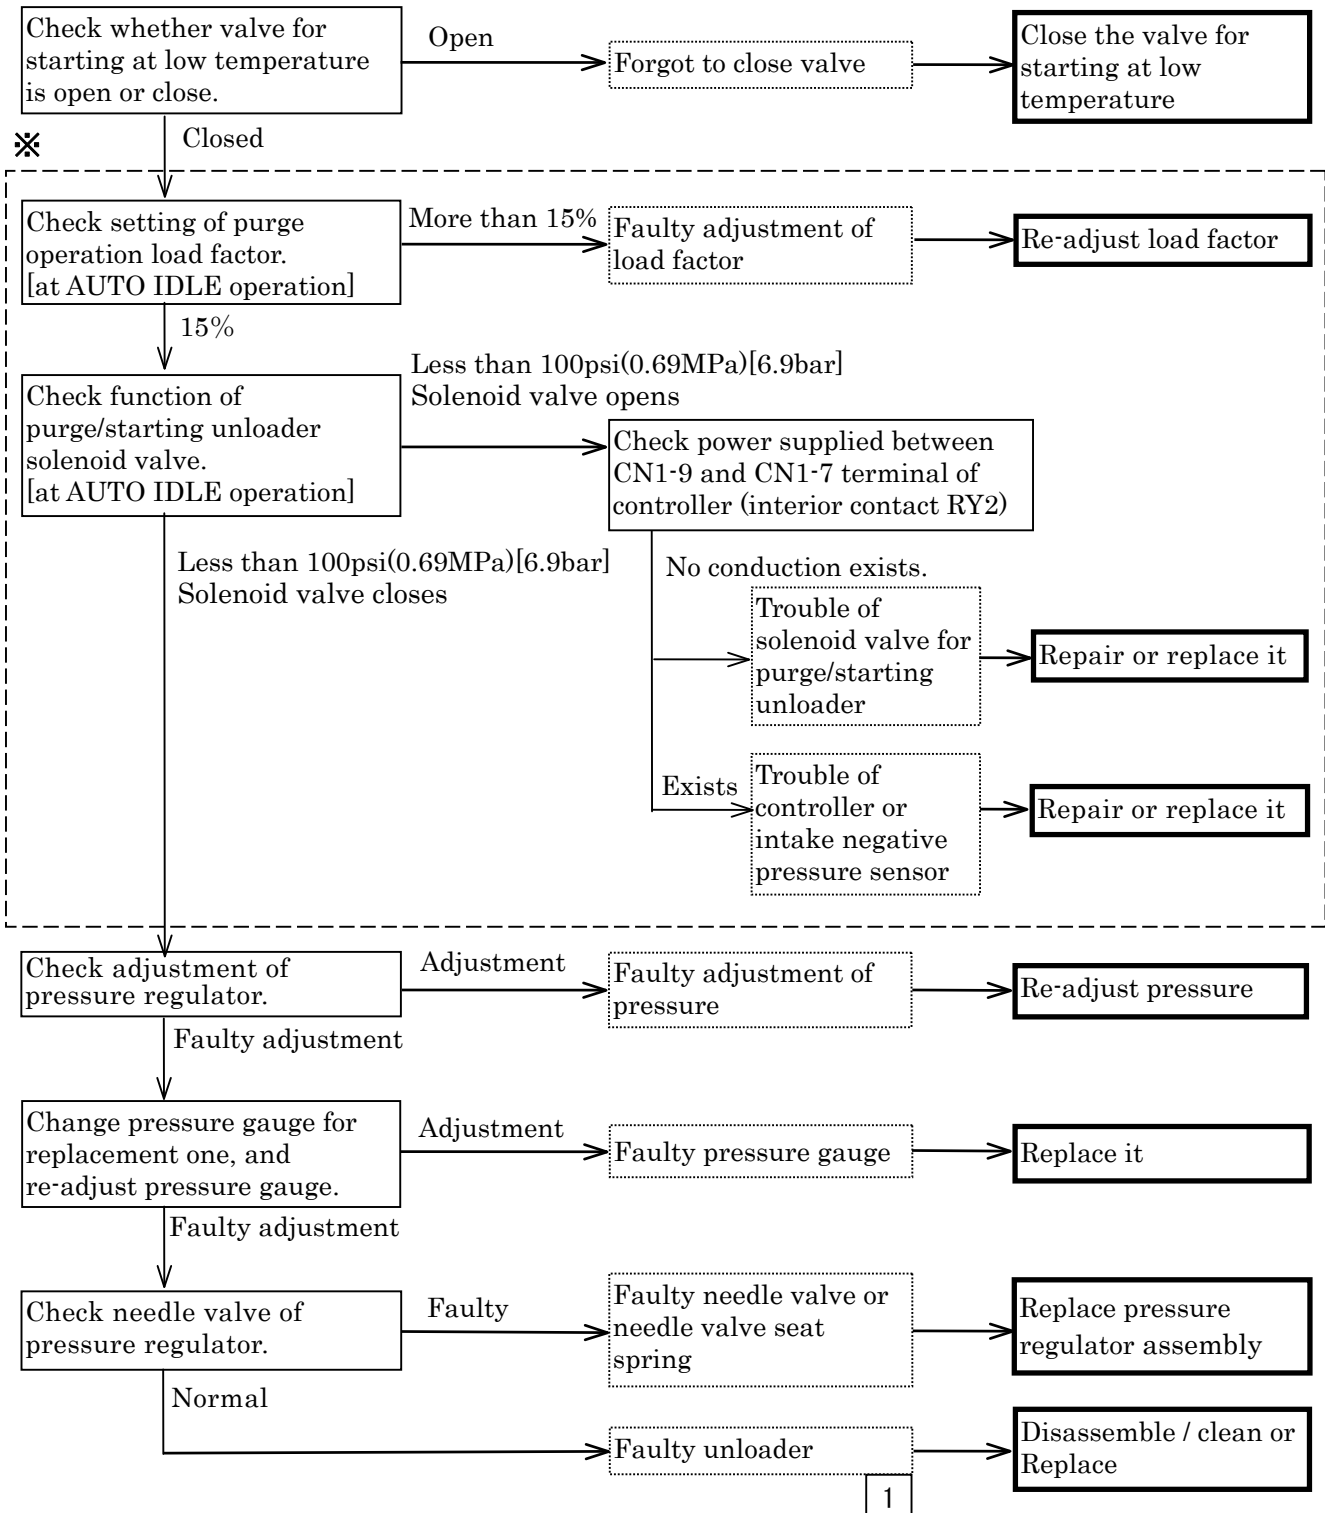 Check whether valve for
starting at low temperature
is open or close.
Open
Forgot to close valve
Close the valve for
starting at low
temperature
※
Closed
Check setting of purge
operation load factor.
[at AUTO IDLE operation]
More than 15%
Faulty adjustment of
load factor
Re-adjust load factor
15%
Check function of
purge/starting unloader
solenoid valve.
[at AUTO IDLE operation]
Less than 100psi(0.69MPa)[6.9bar]
Solenoid valve opens
Check power supplied between
CN1-9 and CN1-7 terminal of
controller (interior contact RY2)
Less than 100psi(0.69MPa)[6.9bar]
Solenoid valve closes
No conduction exists.
Trouble of
solenoid valve for
purge/starting
unloader
Repair or replace it
Exists
Trouble of
controller or
intake negative
pressure sensor
Repair or replace it
Check adjustment of
pressure regulator.
Adjustment
Faulty adjustment of
pressure
Re-adjust pressure
Faulty adjustment
Change pressure gauge for
replacement one, and
re-adjust pressure gauge.
Adjustment
Faulty pressure gauge
Replace it
Faulty adjustment
Check needle valve of
pressure regulator.
Faulty
Faulty needle valve or
needle valve seat
spring
Replace pressure
regulator assembly
Normal
Faulty unloader
Disassemble / clean or
Replace
1